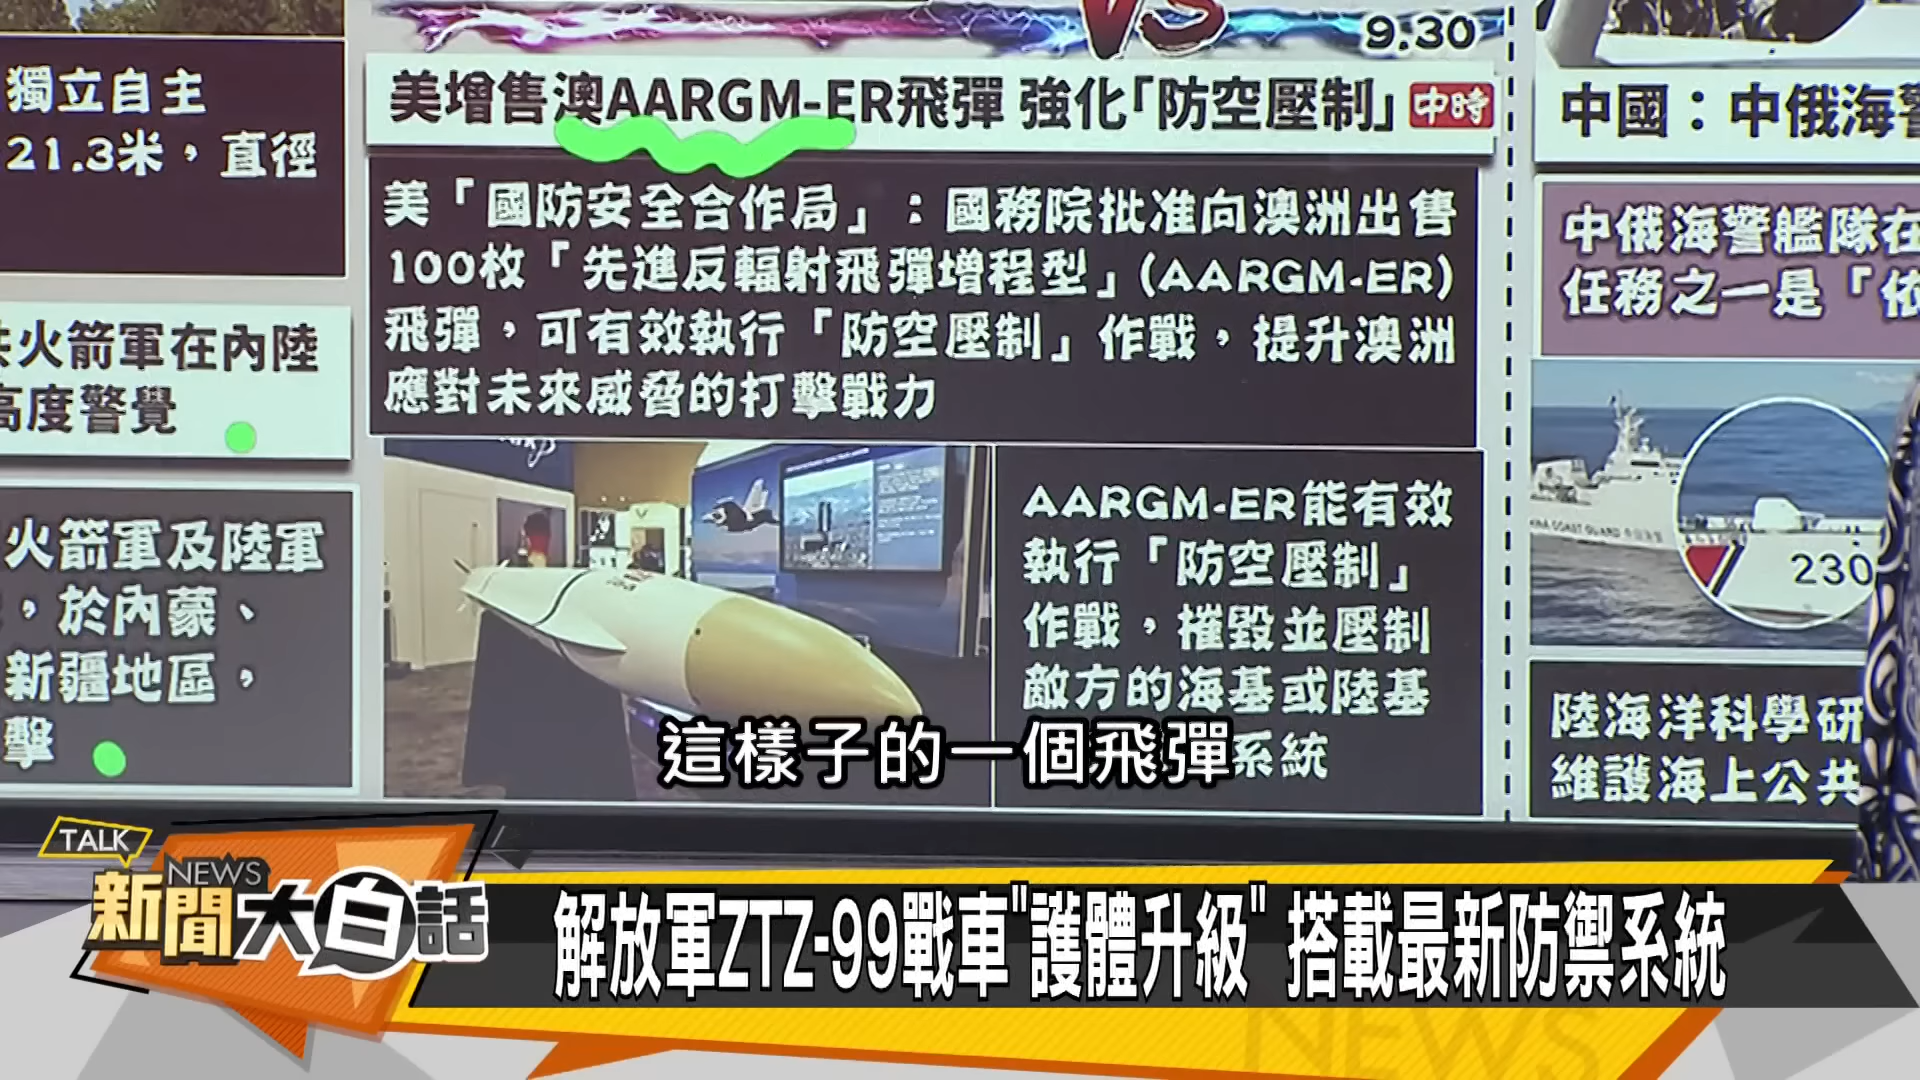 獨立自主
21.3米，直徑
火箭軍在內陸
高度警覺
火箭軍及陸軍
，於內蒙、
新疆地區，
擊
VS
9.30
美增售澳AARGM-ER飛彈 強化「防空壓制」
中時
美「國防安全合作局」：國務院批准向澳洲出售
100枚「先進反輻射飛彈增程型」(AARGM-ER)
飛彈，可有效執行「防空壓制」作戰，提升澳洲
應對未來威脅的打擊戰力
AARGM-ER能有效
執行「防空壓制」
作戰，摧毀並壓制
敵方的海基或陸基
系統
中國：中俄海警
中俄海警艦隊在
任務之一是「依
COAST GUARD
230
陸海洋科學研
維護海上公共
這樣子的一個飛彈
TALK
NEWS
新聞大白話
解放軍ZTZ-99戰車"護體升級" 搭載最新防禦系統
NEWS